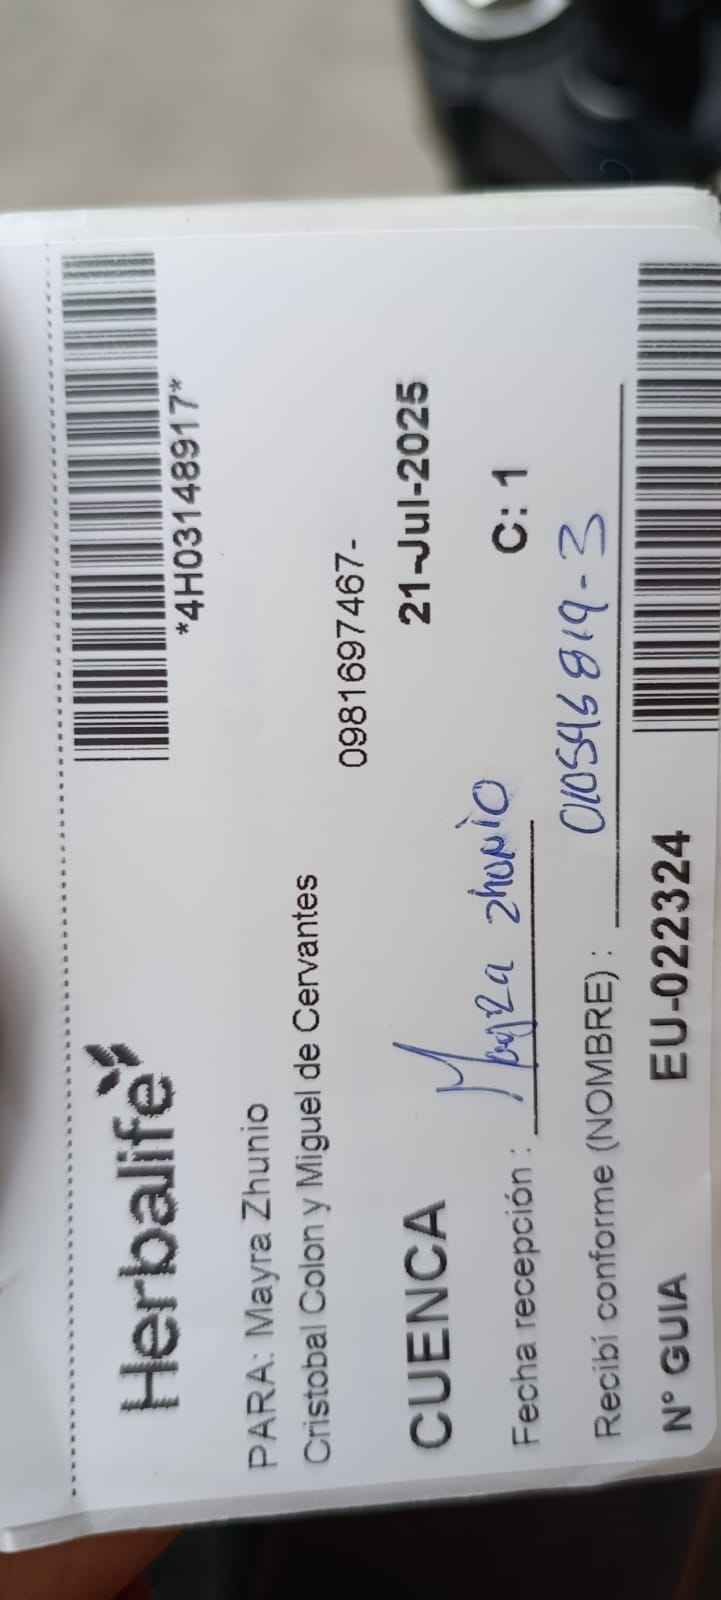 *4H03148917*
Herbalife
PARA: Mayra Zhunio
Cristobal Colon y Miguel de Cervantes
0981697467-
CUENCA 21-Jul-2025
Fecha recepción : Mayra Zhunio C: 1
Recibí conforme (NOMBRE) : 010546819-3
N° GUIA EU-022324